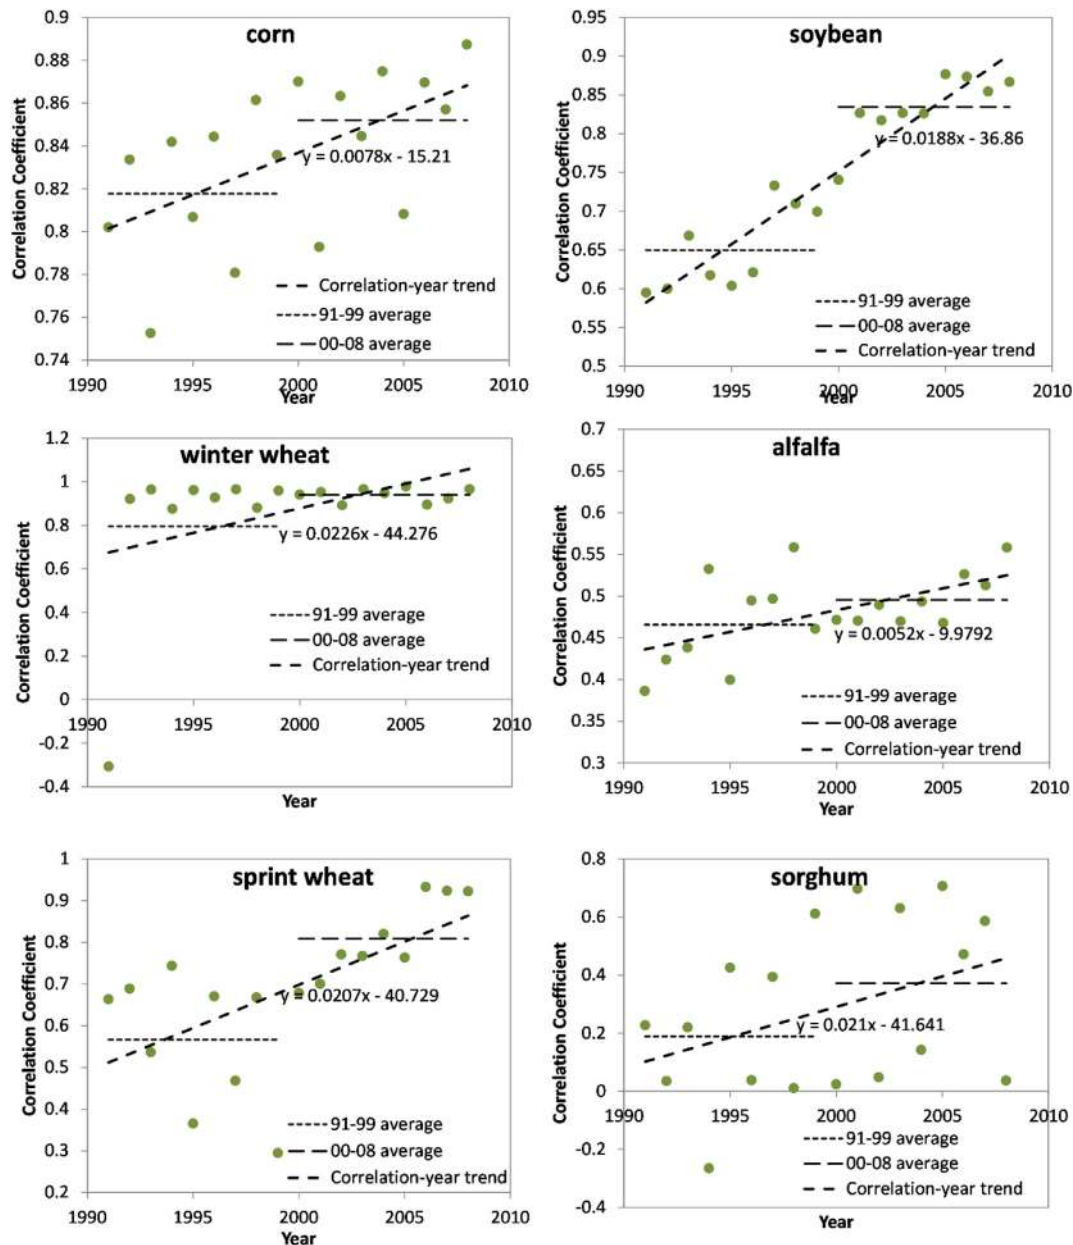 corn
Correlation Coefficient
0.9
0.88
0.86
0.84
0.82
0.8
0.78
0.76
0.74
y = 0.0078x - 15.21
Correlation-year trend
91-99 average
00-08 average
1990 1995 2000 2005 2010
Year
soybean
Correlation Coefficient
0.95
0.9
0.85
0.8
0.75
0.7
0.65
0.6
0.55
0.5
y = 0.0188x - 36.86
91-99 average
00-08 average
Correlation-year trend
1990 1995 2000 2005 2010
Year
winter wheat
Correlation Coefficient
1.2
1
0.8
0.6
0.4
0.2
0
-0.2
-0.4
y = 0.0226x - 44.276
91-99 average
00-08 average
Correlation-year trend
1990 1995 2000 2005 2010
Year
alfalfa
Correlation Coefficient
0.7
0.65
0.6
0.55
0.5
0.45
0.4
0.35
0.3
y = 0.0052x - 9.9792
91-99 average
00-08 average
Correlation-year trend
1990 1995 2000 2005 2010
Year
sprint wheat
Correlation Coefficient
1
0.9
0.8
0.7
0.6
0.5
0.4
0.3
0.2
y = 0.0207x - 40.729
91-99 average
00-08 average
Correlation-year trend
1990 1995 2000 2005 2010
Year
sorghum
Correlation Coefficient
0.8
0.6
0.4
0.2
0
-0.2
-0.4
y = 0.021x - 41.641
1990 1995 2000 2005 2010
91-99 average
00-08 average
Correlation-year trend
Year